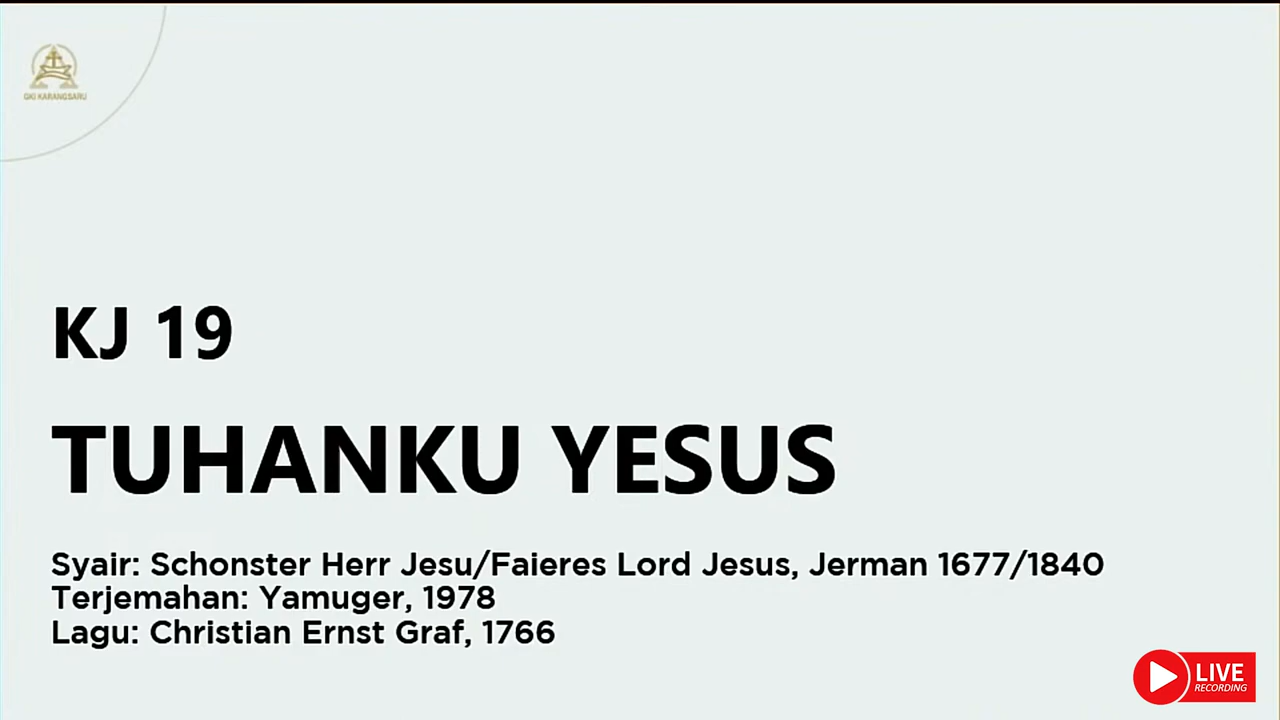 GKI KARANGSARU
KJ 19
TUHANKU YESUS
Syair: Schonster Herr Jesu/Faieres Lord Jesus, Jerman 1677/1840
Terjemahan: Yamuger, 1978
Lagu: Christian Ernst Graf, 1766
LIVE
RECORDING